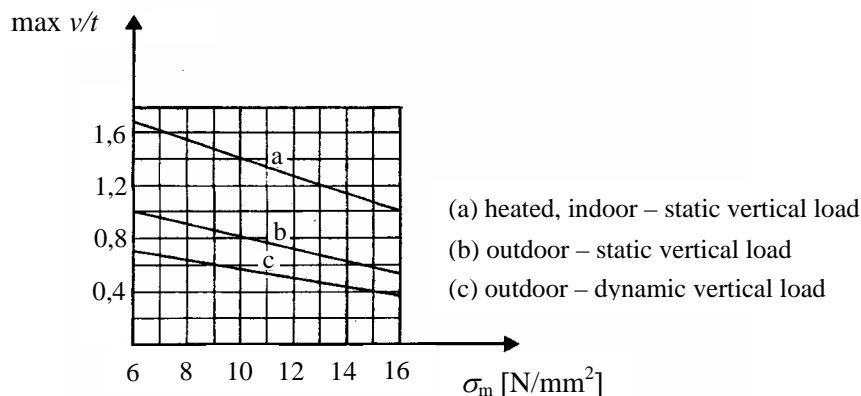 max v/t
1,6
1,2
0,8
0,4
a
b
c
6 8 10 12 14 16
σm [N/mm²]
(a) heated, indoor – static vertical load
(b) outdoor – static vertical load
(c) outdoor – dynamic vertical load